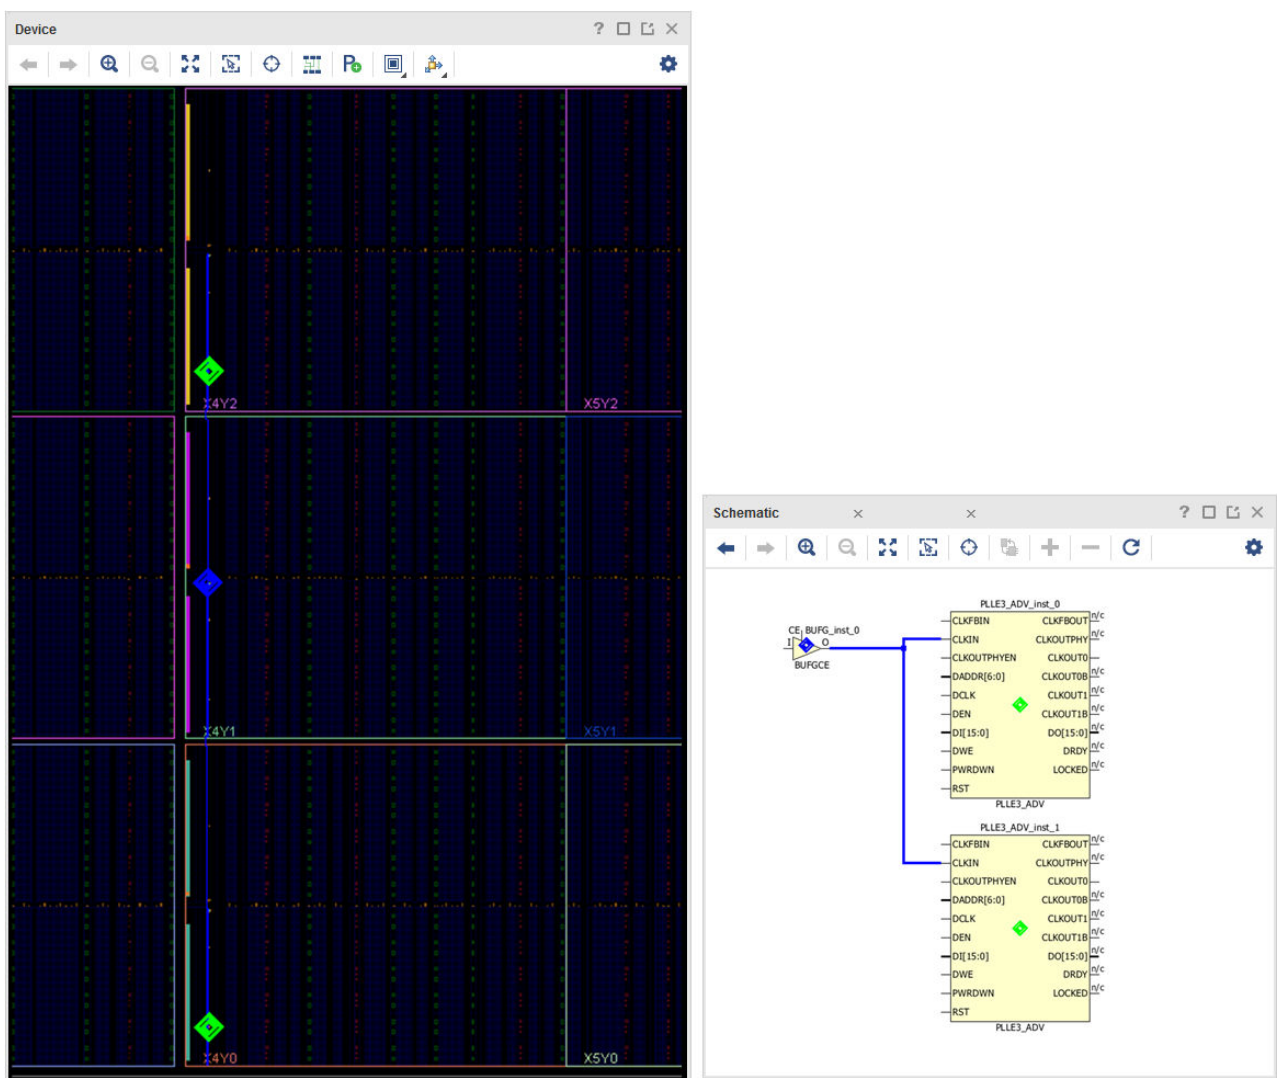 Device
?
X4Y2
X5Y2
X4Y1
X5Y1
X4Y0
X5Y0
Schematic
?
PLLE3_ADV_inst_0
CLKFBIN CLKFBOUT n/c
CE BUFG_inst_0
I O
BUFGCE
CLKIN CLKOUTPHY n/c
CLKOUTPHYEN CLKOUT0
DADDR[6:0] CLKOUT0B n/c
DCLK CLKOUT1 n/c
DEN CLKOUT1B n/c
DI[15:0] DO[15:0] n/c
DWE DRDY n/c
PWRDWN LOCKED n/c
RST
PLLE3_ADV
PLLE3_ADV_inst_1
CLKFBIN CLKFBOUT n/c
CLKIN CLKOUTPHY n/c
CLKOUTPHYEN CLKOUT0
DADDR[6:0] CLKOUT0B n/c
DCLK CLKOUT1 n/c
DEN CLKOUT1B n/c
DI[15:0] DO[15:0] n/c
DWE DRDY n/c
PWRDWN LOCKED n/c
RST
PLLE3_ADV